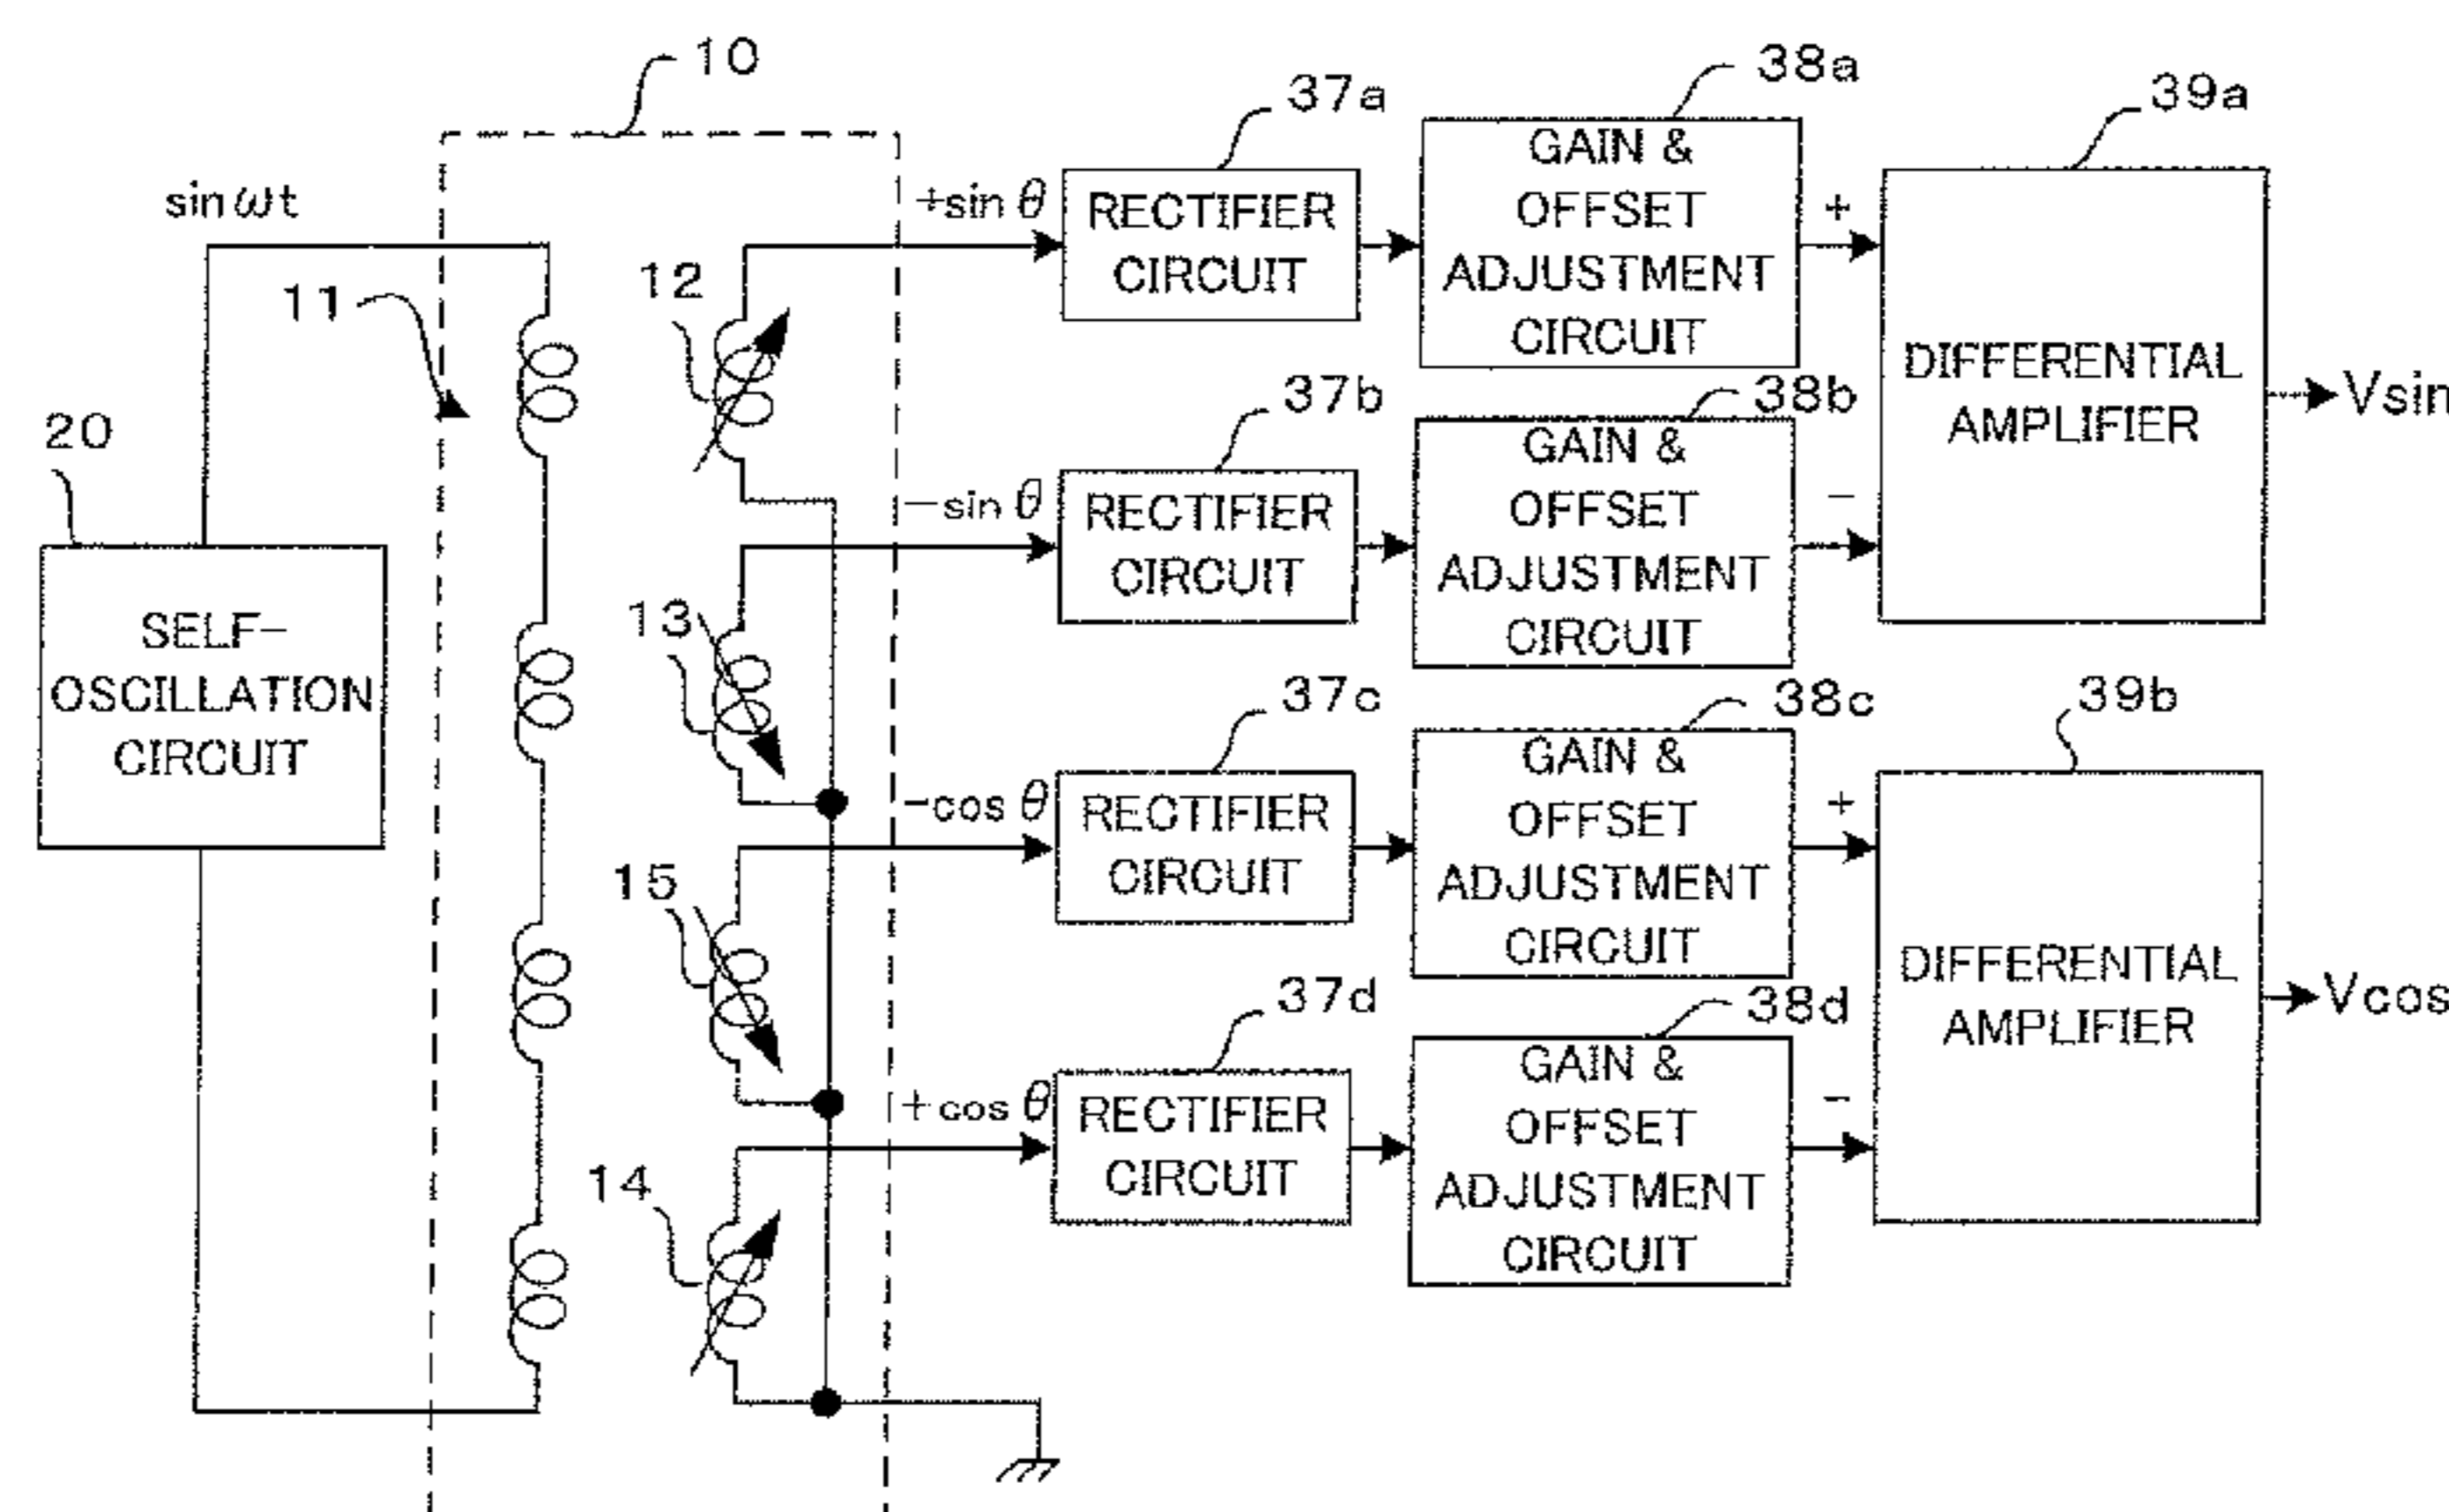 10
37a
38a
39a
sin ωt
+sin θ
RECTIFIER
CIRCUIT
GAIN &
OFFSET
ADJUSTMENT
CIRCUIT
+
11
12
DIFFERENTIAL
AMPLIFIER
Vsin
20
37b
38b
−sin θ
RECTIFIER
CIRCUIT
GAIN &
OFFSET
ADJUSTMENT
CIRCUIT
−
SELF-
OSCILLATION
CIRCUIT
13
37c
38c
39b
−cos θ
RECTIFIER
CIRCUIT
GAIN &
OFFSET
ADJUSTMENT
CIRCUIT
+
15
DIFFERENTIAL
AMPLIFIER
Vcos
37d
38d
+cos θ
RECTIFIER
CIRCUIT
GAIN &
OFFSET
ADJUSTMENT
CIRCUIT
−
14